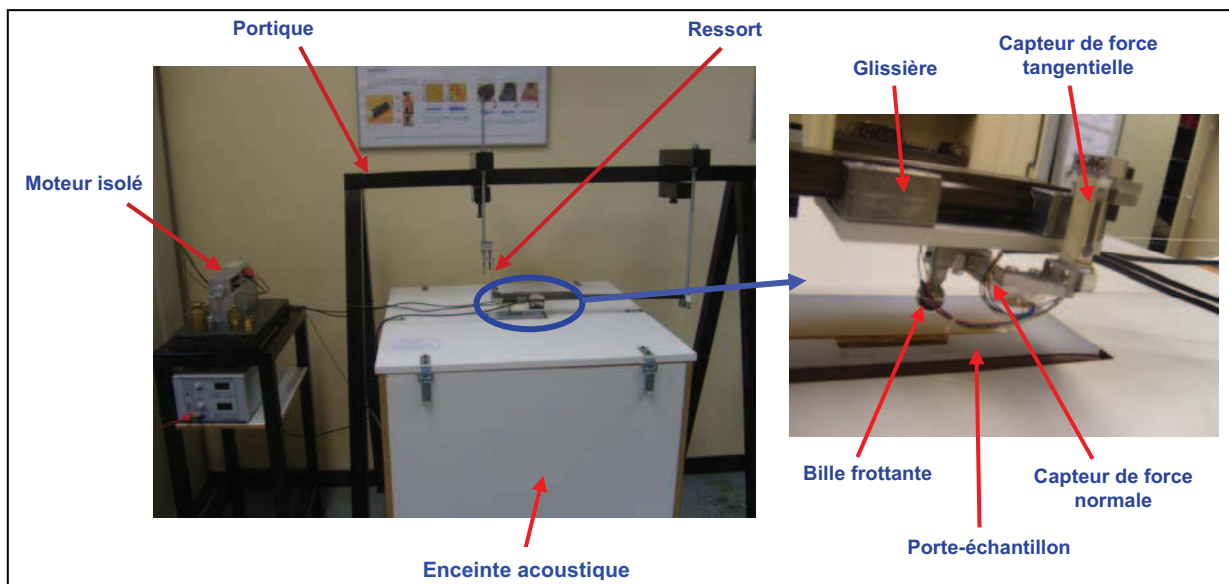 Portique
Ressort
Moteur isolé
Enceinte acoustique
Glissière
Capteur de force
tangentielle
Bille frottante
Capteur de force
normale
Porte-échantillon